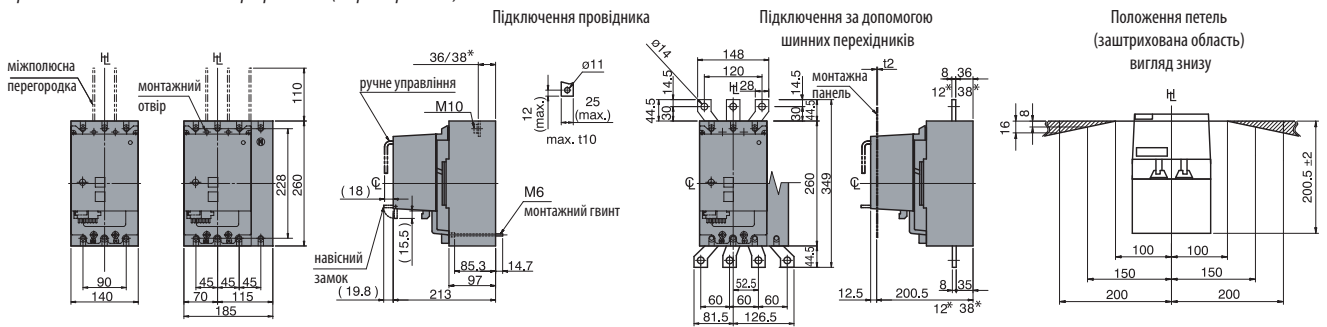 Підключення провідника
Підключення за допомогою
шинних перехідників
Положення петель
(заштрихована область)
вигляд знизу
міжполюсна
перегородка
монтажний
отвір
110
228
260
90
140
45
45
45
70
115
185
36/38*
ручне управління
M10
ø11
12
(max.)
25
(max.)
max. t10
(18)
(15.5)
M6
монтажний гвинт
навісний
замок
85.3
14.7
97
(19.8)
213
ø14
148
120
28
14.5
44.5
30
14.5
30
44.5
260
349
44.5
52.5
60
60
60
81.5
126.5
t2
монтажна
панель
8
36
12*
38*
12.5
200.5
8
35
12*
38*
8
16
200.5 ±2
100
100
150
150
200
200